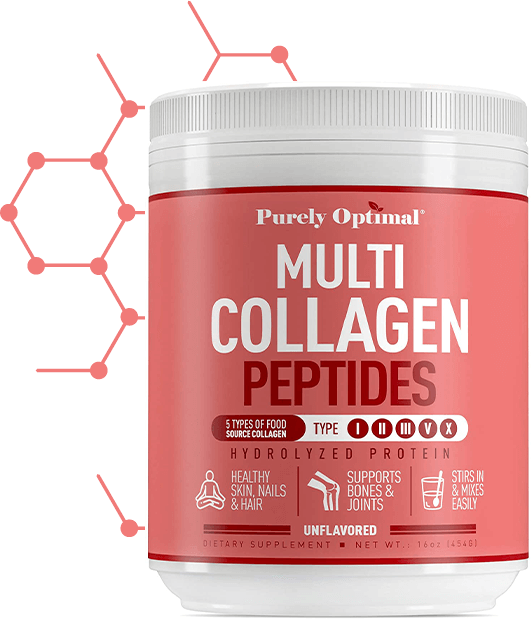 Purely Optimal®
MULTI
COLLAGEN
PEPTIDES
5 TYPES OF FOOD
SOURCE COLLAGEN
TYPE I II III V X
HYDROLYZED PROTEIN
HEALTHY
SKIN, NAILS
& HAIR
SUPPORTS
BONES &
JOINTS
STIRS IN
& MIXES
EASILY
UNFLAVORED
DIETARY SUPPLEMENT ■ NET WT.: 16oz (454G)